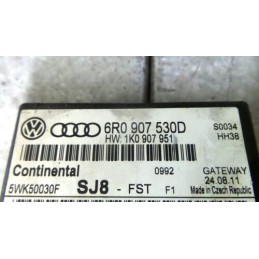 6R0 907 530D S0034
HW: 1K0 907 951 HH38
Continental 0992 GATEWAY
24.08.11
5WK50030F SJ8 - FST F1 Made in Czech Republic